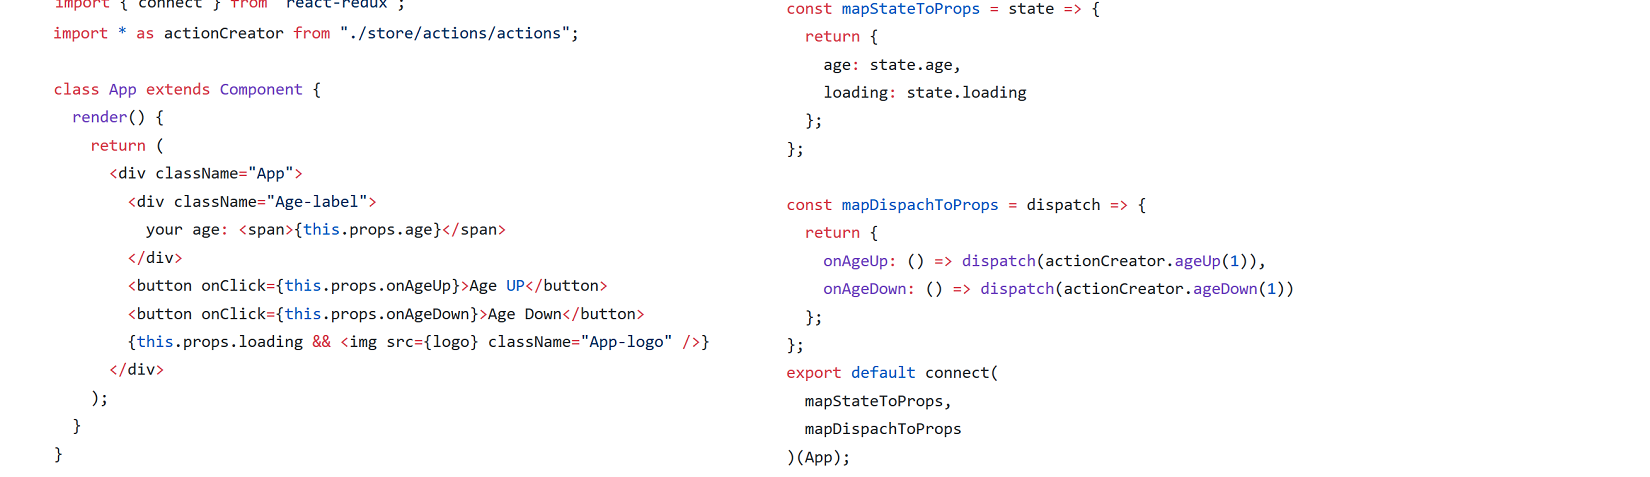 import { connect } from "react-redux";
import * as actionCreator from "./store/actions/actions";
class App extends Component {
render() {
return (
<div className="App">
<div className="Age-label">
your age: <span>{this.props.age}</span>
</div>
<button onClick={this.props.onAgeUp}>Age UP</button>
<button onClick={this.props.onAgeDown}>Age Down</button>
{this.props.loading && <img src={logo} className="App-logo" />}
</div>
);
}
}
const mapStateToProps = state => {
return {
age: state.age,
loading: state.loading
};
};
const mapDispachToProps = dispatch => {
return {
onAgeUp: () => dispatch(actionCreator.ageUp(1)),
onAgeDown: () => dispatch(actionCreator.ageDown(1))
};
};
export default connect(
mapStateToProps,
mapDispachToProps
)(App);